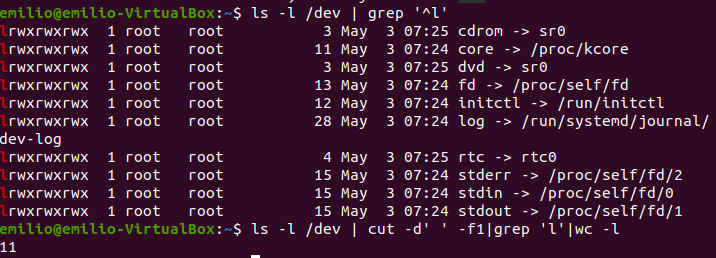 emilio@emilio-VirtualBox:~$ ls -l /dev | grep '^l'
lrwxrwxrwx  1 root   root           3 May  3 07:25 cdrom -> sr0
lrwxrwxrwx  1 root   root          11 May  3 07:24 core -> /proc/kcore
lrwxrwxrwx  1 root   root           3 May  3 07:25 dvd -> sr0
lrwxrwxrwx  1 root   root          13 May  3 07:24 fd -> /proc/self/fd
lrwxrwxrwx  1 root   root          12 May  3 07:24 initctl -> /run/initctl
lrwxrwxrwx  1 root   root          28 May  3 07:24 log -> /run/systemd/journal/
dev-log
lrwxrwxrwx  1 root   root           4 May  3 07:25 rtc -> rtc0
lrwxrwxrwx  1 root   root          15 May  3 07:24 stderr -> /proc/self/fd/2
lrwxrwxrwx  1 root   root          15 May  3 07:24 stdin -> /proc/self/fd/0
lrwxrwxrwx  1 root   root          15 May  3 07:24 stdout -> /proc/self/fd/1
emilio@emilio-VirtualBox:~$ ls -l /dev | cut -d' ' -f1|grep 'l'|wc -l
11